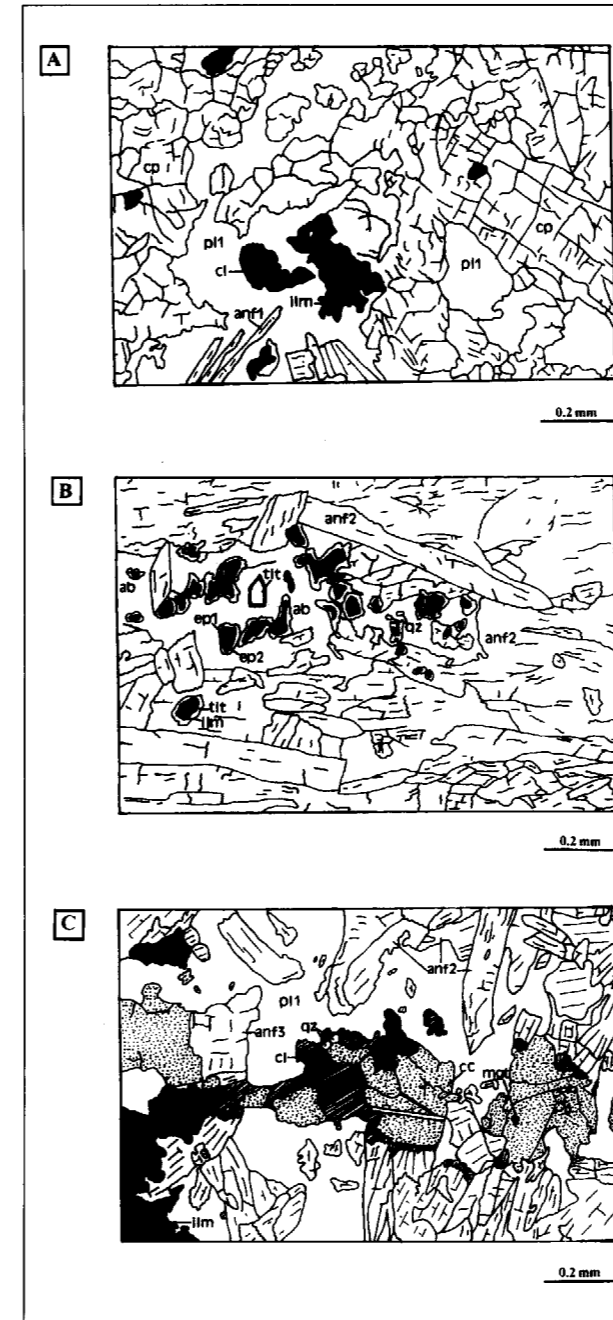 A
cp
cp
pl1
pl1
cl
ilm
anf1
0.2 mm
B
anf2
tit
ab
ab
qz
ep1
anf2
ep2
tit
ilm
0.2 mm
C
anf2
pl1
qz
anf3
cl
cc
ilm
0.2 mm